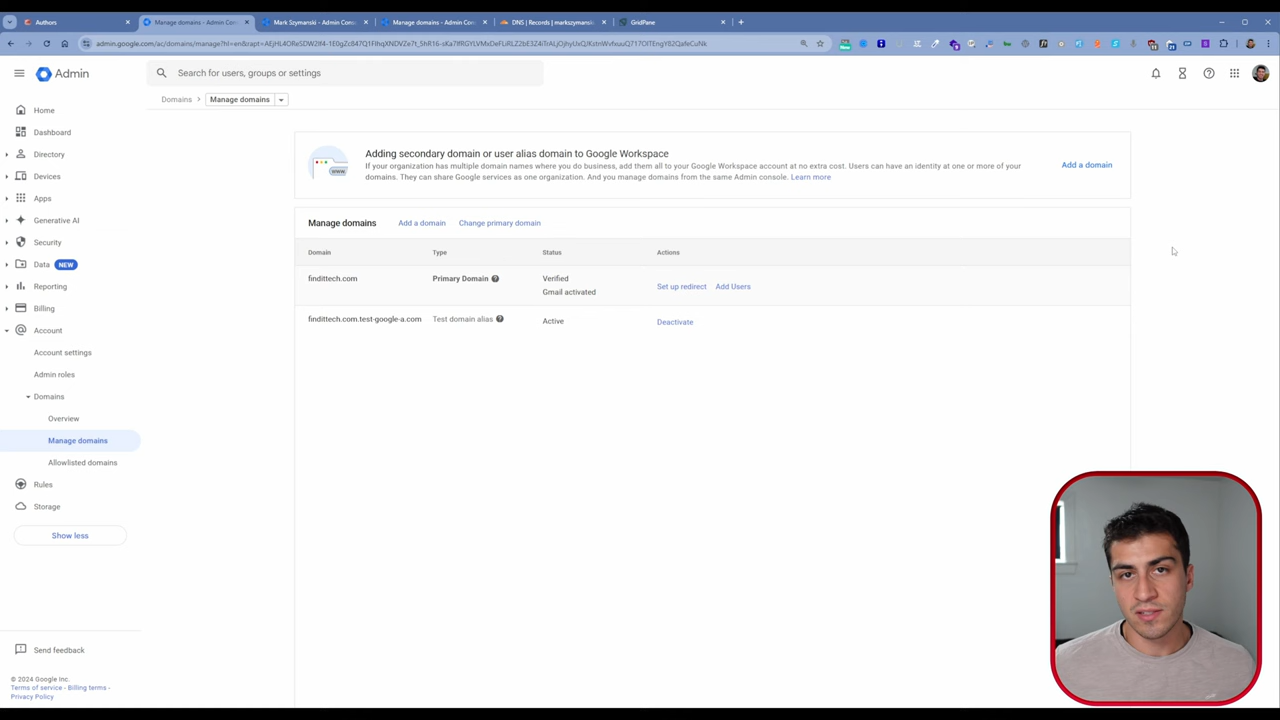 Authors
Manage domains - Admin Cons
Mark Szymanski - Admin Conso
Manage domains - Admin Cons
DNS | Records | markszymansk
GridPane
Admin
Search for users, groups or settings
Domains
Manage domains
Home
Dashboard
Directory
Devices
Apps
Generative AI
Security
Data NEW
Reporting
Billing
Account
Account settings
Admin roles
Domains
Overview
Manage domains
Allowlisted domains
Rules
Storage
Show less
Send feedback
© 2024 Google Inc.
Terms of service - Billing terms -
Privacy Policy
www
Adding secondary domain or user alias domain to Google Workspace
If your organization has multiple domain names where you do business, add them all to your Google Workspace account at no extra cost. Users can have an identity at one or more of your
domains. They can share Google services as one organization. And you manage domains from the same Admin console. Learn more
Add a domain
Manage domains Add a domain Change primary domain
Domain Type Status Actions
findittech.com Primary Domain Verified Set up redirect Add Users
Gmail activated
findittech.com.test-google-a.com Test domain alias Active Deactivate